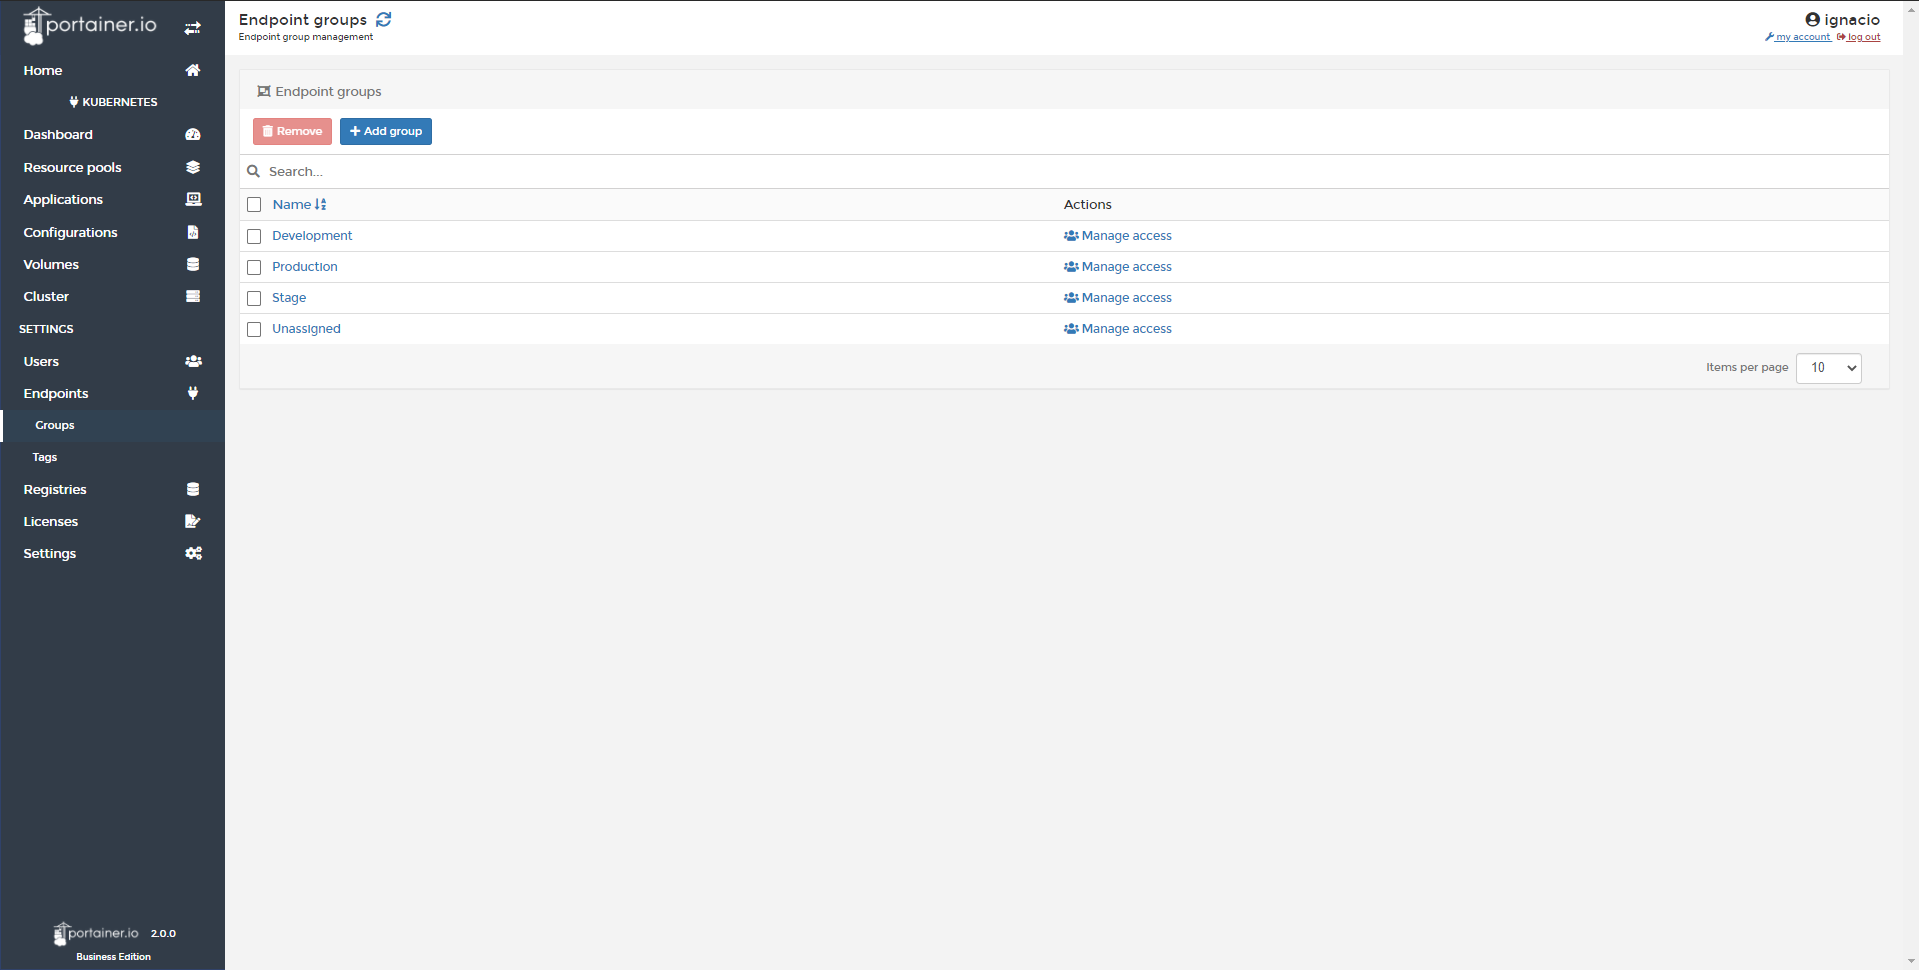 portainer.io
Home
KUBERNETES
Dashboard
Resource pools
Applications
Configurations
Volumes
Cluster
SETTINGS
Users
Endpoints
Groups
Tags
Registries
Licenses
Settings
portainer.io 2.0.0
Business Edition
Endpoint groups
Endpoint group management
ignacio
my account log out
Endpoint groups
Remove Add group
Search...
Name Actions
Development Manage access
Production Manage access
Stage Manage access
Unassigned Manage access
Items per page 10